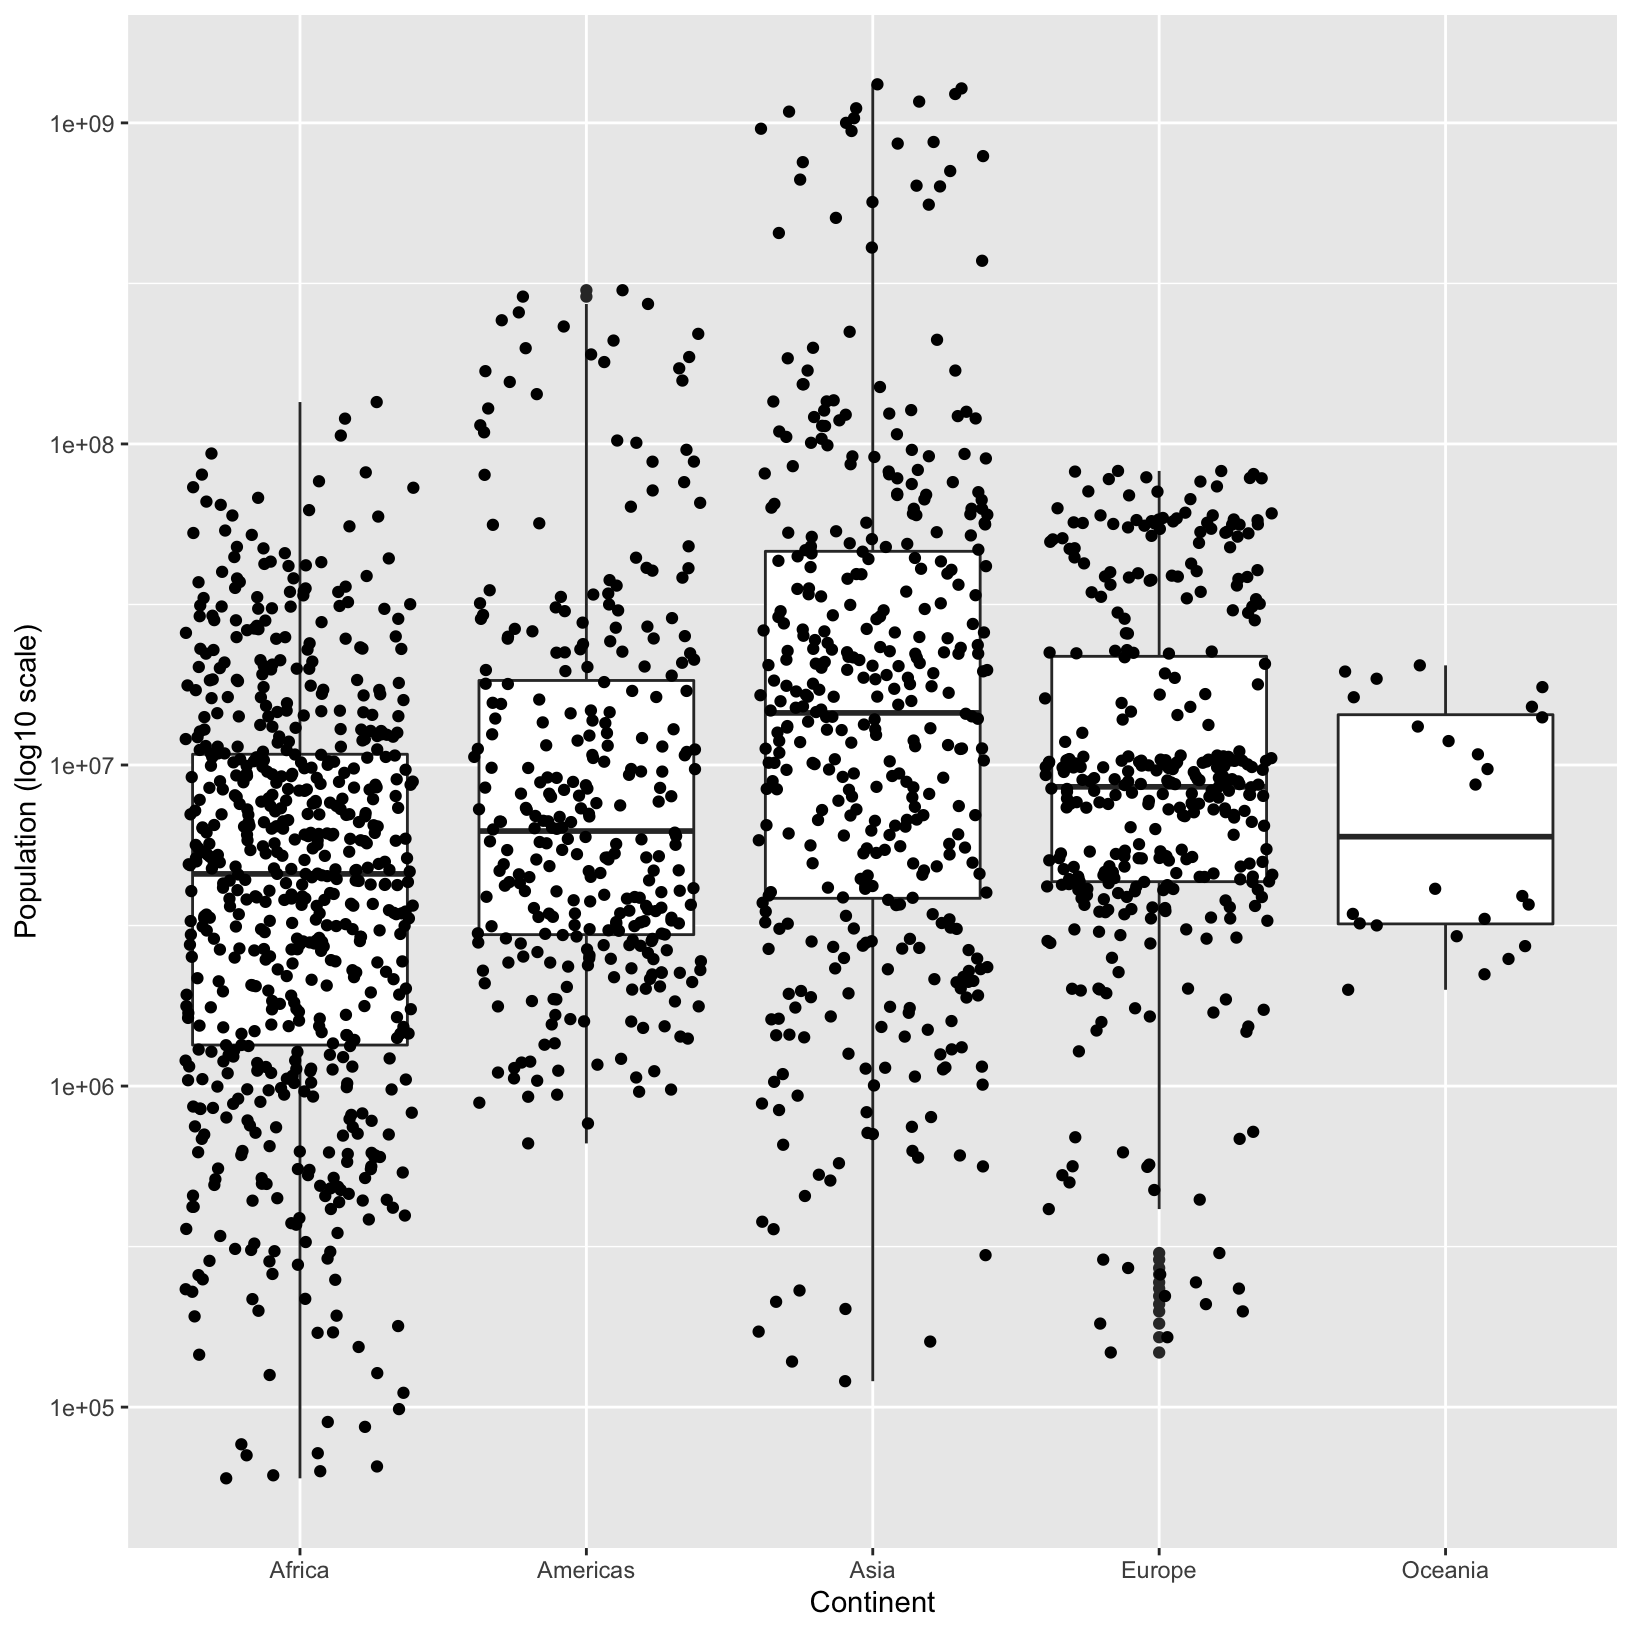 Population (log10 scale)
1e+09
1e+08
1e+07
1e+06
1e+05
Africa
Americas
Asia
Europe
Oceania
Continent